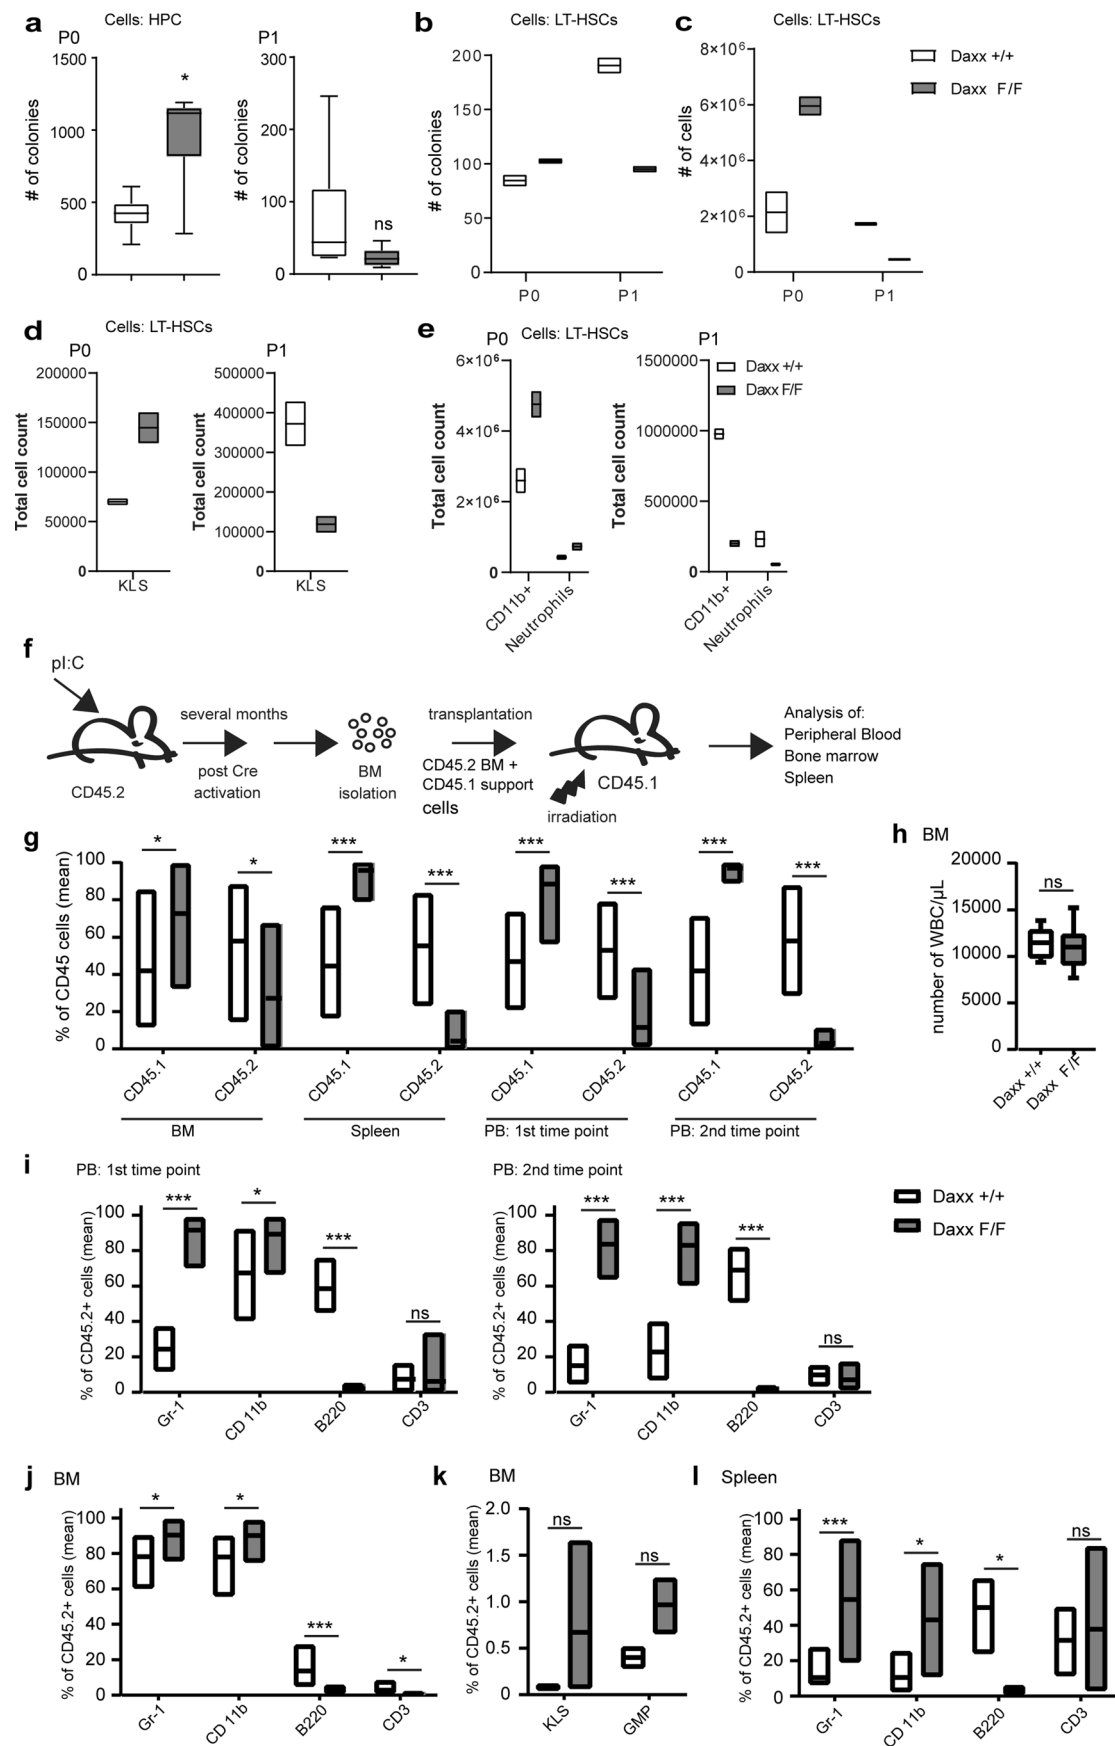 a Cells: HPC
P0
P1
# of colonies
1500
1000
500
0
*
# of colonies
300
200
100
0
ns
b Cells: LT-HSCs
# of colonies
200
150
100
50
0
P0 P1
c Cells: LT-HSCs
# of cells
8×10⁶
6×10⁶
4×10⁶
2×10⁶
0
P0 P1
Daxx +/+
Daxx F/F
d Cells: LT-HSCs
P0
P1
Total cell count
200000
150000
100000
50000
0
KLS
Total cell count
500000
400000
300000
200000
100000
0
KLS
e Cells: LT-HSCs
P0
P1
Total cell count
6×10⁶
4×10⁶
2×10⁶
0
CD11b+
Neutrophils
Total cell count
1500000
1000000
500000
0
CD11b+
Neutrophils
Daxx +/+
Daxx F/F
f
pI:C
CD45.2
several months
post Cre
activation
BM
isolation
transplantation
CD45.2 BM +
CD45.1 support
cells
CD45.1
irradiation
Analysis of:
Peripheral Blood
Bone marrow
Spleen
g
% of CD45 cells (mean)
100
80
60
40
20
0
* * *** *** *** *** *** ***
CD45.1 CD45.2 CD45.1 CD45.2 CD45.1 CD45.2 CD45.1 CD45.2
BM Spleen PB: 1st time point PB: 2nd time point
h BM
number of WBC/µL
20000
15000
10000
5000
0
ns
Daxx +/+
Daxx F/F
i
PB: 1st time point
% of CD45.2+ cells (mean)
100
80
60
40
20
0
*** * *** ns
Gr-1 CD 11b B220 CD3
PB: 2nd time point
% of CD45.2+ cells (mean)
100
80
60
40
20
0
*** *** *** ns
Gr-1 CD 11b B220 CD3
Daxx +/+
Daxx F/F
j BM
% of CD45.2+ cells (mean)
100
80
60
40
20
0
* * *** *
Gr-1 CD 11b B220 CD3
k BM
% of CD45.2+ cells (mean)
2.0
1.5
1.0
0.5
0
ns ns
KLS GMP
l Spleen
% of CD45.2+ cells (mean)
100
80
60
40
20
0
*** * * ns
Gr-1 CD 11b B220 CD3